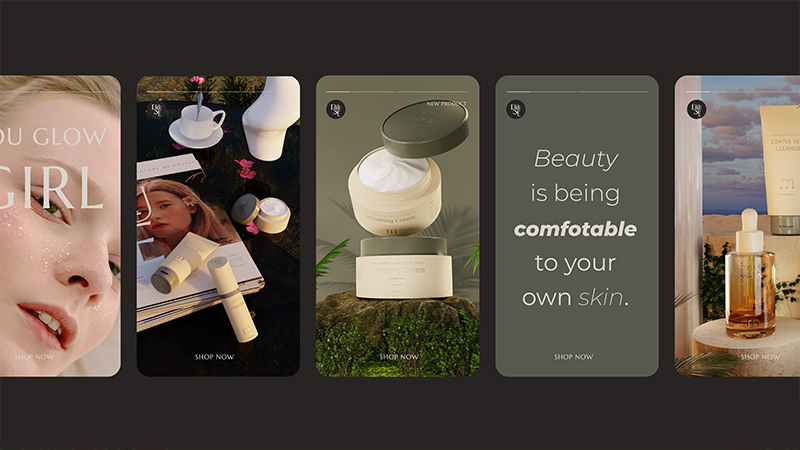 OU GLOW
GIRL
SHOP NOW
SHOP NOW
NEW PRODUCT
Smoothing Cream
m
SHOP NOW
Beauty
is being
comfotable
to your
own skin.
SHOP NOW
GENTLE SKIN
CLEANSER
m
SHOP NOW